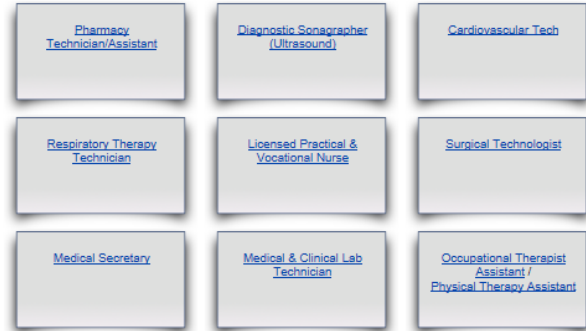 Pharmacy
Technician/Assistant
Diagnostic Sonagrapher
(Ultrasound)
Cardiovascular Tech
Respiratory Therapy
Technician
Licensed Practical &
Vocational Nurse
Surgical Technologist
Medical Secretary
Medical & Clinical Lab
Technician
Occupational Therapist
Assistant /
Physical Therapy Assistant